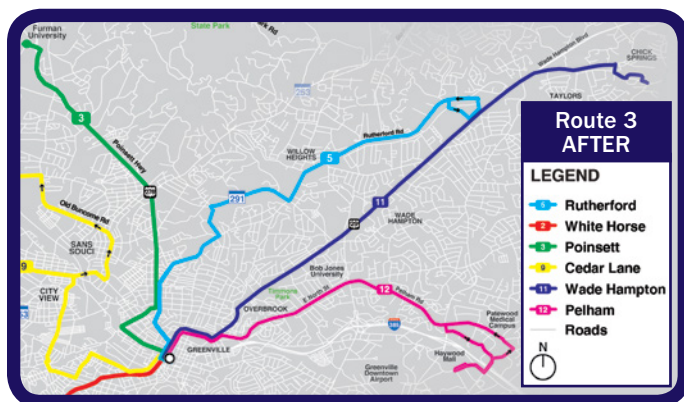 Furman
University
State Park
Rd
3
Poinsett Hwy
276
253
WILLOW
HEIGHTS
5
Rutherford Rd
291
Wade Hampton Blvd
CHICK
SPRINGS
TAYLORS
11
29
WADE
HAMPTON
Old Buncome Rd
SANS
SOUCI
9
CITY
VIEW
Bob Jones
University
Timmons
Park
OVERBROOK
E North St
12
Pelham Rd
385
Patewood
Medical
Campus
Haywood
Mall
GREENVILLE
Greenville
Downtown
Airport
Route 3
AFTER
LEGEND
5 Rutherford
2 White Horse
3 Poinsett
9 Cedar Lane
11 Wade Hampton
12 Pelham
Roads
N